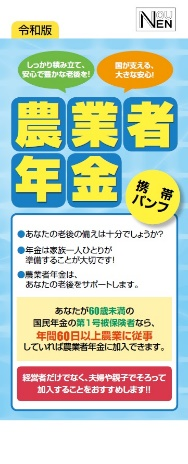 令和版
NOU
NEN
しっかり積み立て、
安心で豊かな老後を!
国が支える、
大きな安心!
農業者
年金
携帯
パンフ
●あなたの老後の備えは十分でしょうか?
●年金は家族一人ひとりが
準備することが大切です!
●農業者年金は、
あなたの老後をサポートします。
あなたが60歳未満の
国民年金の第1号被保険者なら、
年間60日以上農業に従事
していれば農業者年金に加入できます。
経営者だけでなく、夫婦や親子でそろって
加入することをおすすめします!!